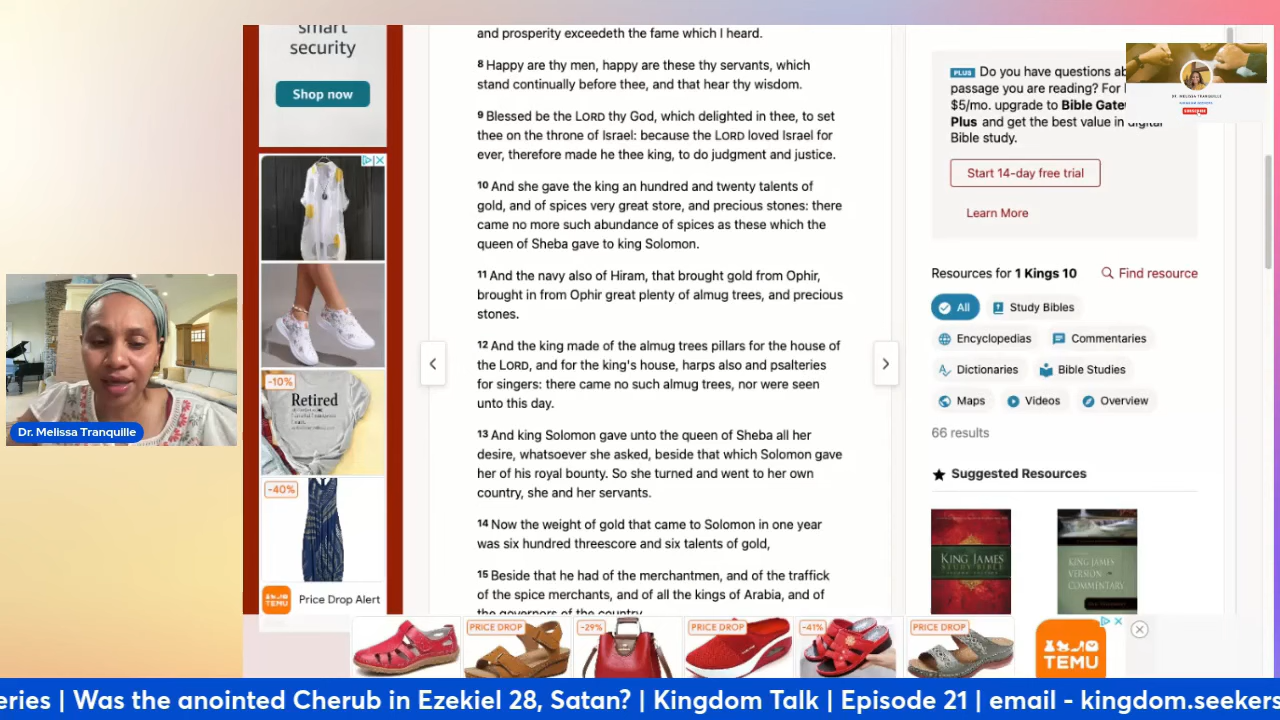 smart
security
Shop now
-10%
Retired
-40%
TEMU
Price Drop Alert
Dr. Melissa Tranquille
and prosperity exceedeth the fame which I heard.
8 Happy are thy men, happy are these thy servants, which
stand continually before thee, and that hear thy wisdom.
9 Blessed be the LORD thy God, which delighted in thee, to set
thee on the throne of Israel: because the LORD loved Israel for
ever, therefore made he thee king, to do judgment and justice.
10 And she gave the king an hundred and twenty talents of
gold, and of spices very great store, and precious stones: there
came no more such abundance of spices as these which the
queen of Sheba gave to king Solomon.
11 And the navy also of Hiram, that brought gold from Ophir,
brought in from Ophir great plenty of almug trees, and precious
stones.
12 And the king made of the almug trees pillars for the house of
the LORD, and for the king's house, harps also and psalteries
for singers: there came no such almug trees, nor were seen
unto this day.
13 And king Solomon gave unto the queen of Sheba all her
desire, whatsoever she asked, beside that which Solomon gave
her of his royal bounty. So she turned and went to her own
country, she and her servants.
14 Now the weight of gold that came to Solomon in one year
was six hundred threescore and six talents of gold,
15 Beside that he had of the merchantmen, and of the traffick
of the spice merchants, and of all the kings of Arabia, and of
the governors of the country.
PLUS Do you have questions ab
passage you are reading? For
$5/mo. upgrade to Bible Gate
Plus and get the best value in digital
Bible study.
Start 14-day free trial
Learn More
DR. MELISSA TRANQUILLE
KINGDOM SEEKERS
SUBSCRIBE
Resources for 1 Kings 10
Find resource
All
Study Bibles
Encyclopedias
Commentaries
Dictionaries
Bible Studies
Maps
Videos
Overview
66 results
Suggested Resources
KING JAMES
STUDY BIBLE
KING JAMES
VERSION
COMMENTARY
PRICE DROP
-29%
PRICE DROP
-41%
PRICE DROP
TEMU
eries | Was the anointed Cherub in Ezekiel 28, Satan? | Kingdom Talk | Episode 21 | email - kingdom.seekers